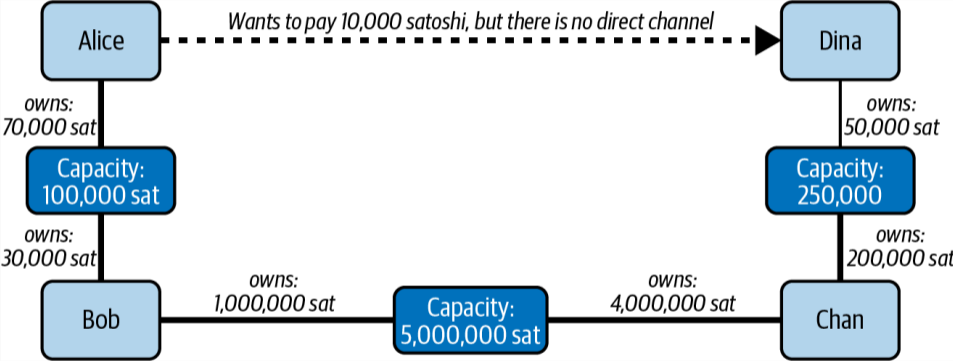 Wants to pay 10,000 satoshi, but there is no direct channel
Alice
Dina
owns:
70,000 sat
owns:
50,000 sat
Capacity:
100,000 sat
Capacity:
250,000
owns:
30,000 sat
owns:
200,000 sat
Bob
owns:
1,000,000 sat
Capacity:
5,000,000 sat
owns:
4,000,000 sat
Chan